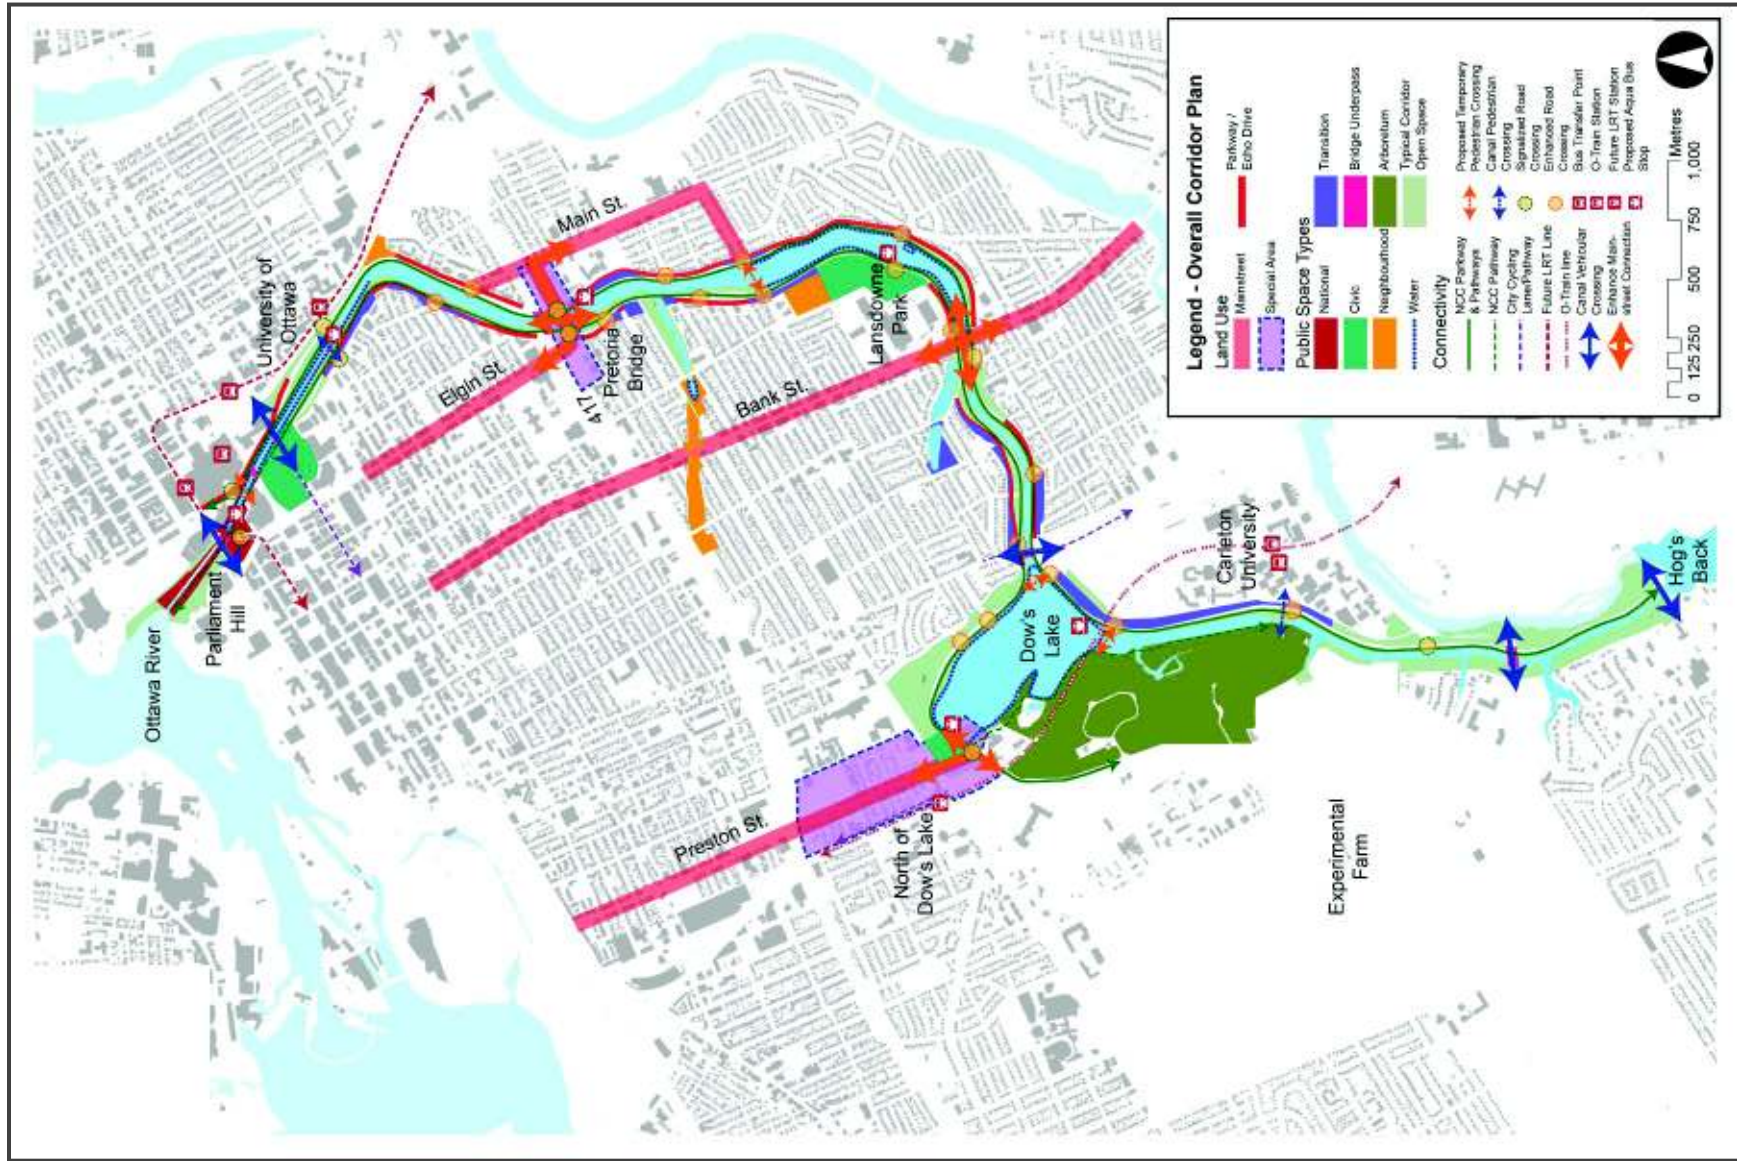 Legend - Overall Corridor Plan
Land Use
Mainstreet
Special Area
Parkway /
Echo Drive
Public Space Types
National
Civic
Neighbourhood
Water
Transition
Bridge Underpass
Arboretum
Typical Corridor
Open Space
Connectivity
NCC Parkway
& Pathways
NCC Pathway
City Cycling
Lane/Pathway
Future LRT Line
O-Train line
Canal Vehicular
Crossing
Enhance Main-
street Connection
Proposed Temporary
Pedestrian Crossing
Canal Pedestrian
Crossing
Signalized Road
Crossing
Enhanced Road
Crossing
Bus Transfer Point
O-Train Station
Future LRT Station
Proposed Aqua Bus
Stop
0 125 250 500 750 1,000
Metres
Ottawa River
Parliament
Hill
University of
Ottawa
Main St.
Elgin St.
417
Pretoria
Bridge
Bank St.
Lansdowne
Park
Preston St.
North of
Dow's Lake
Dow's
Lake
Carleton
University
Experimental
Farm
Hog's
Back